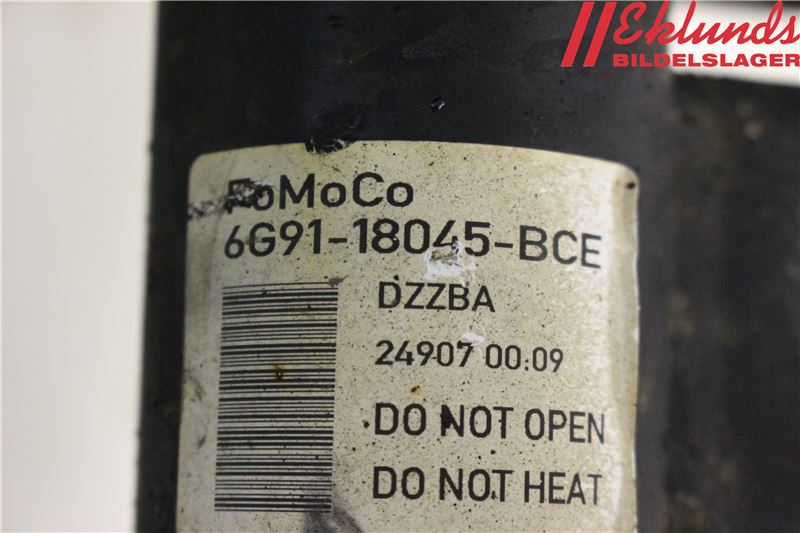 Eklunds
BILDELSLAGER
FoMoCo
6G91-18045-BCE
DZZBA
24907 00:09
DO NOT OPEN
DO NOT HEAT